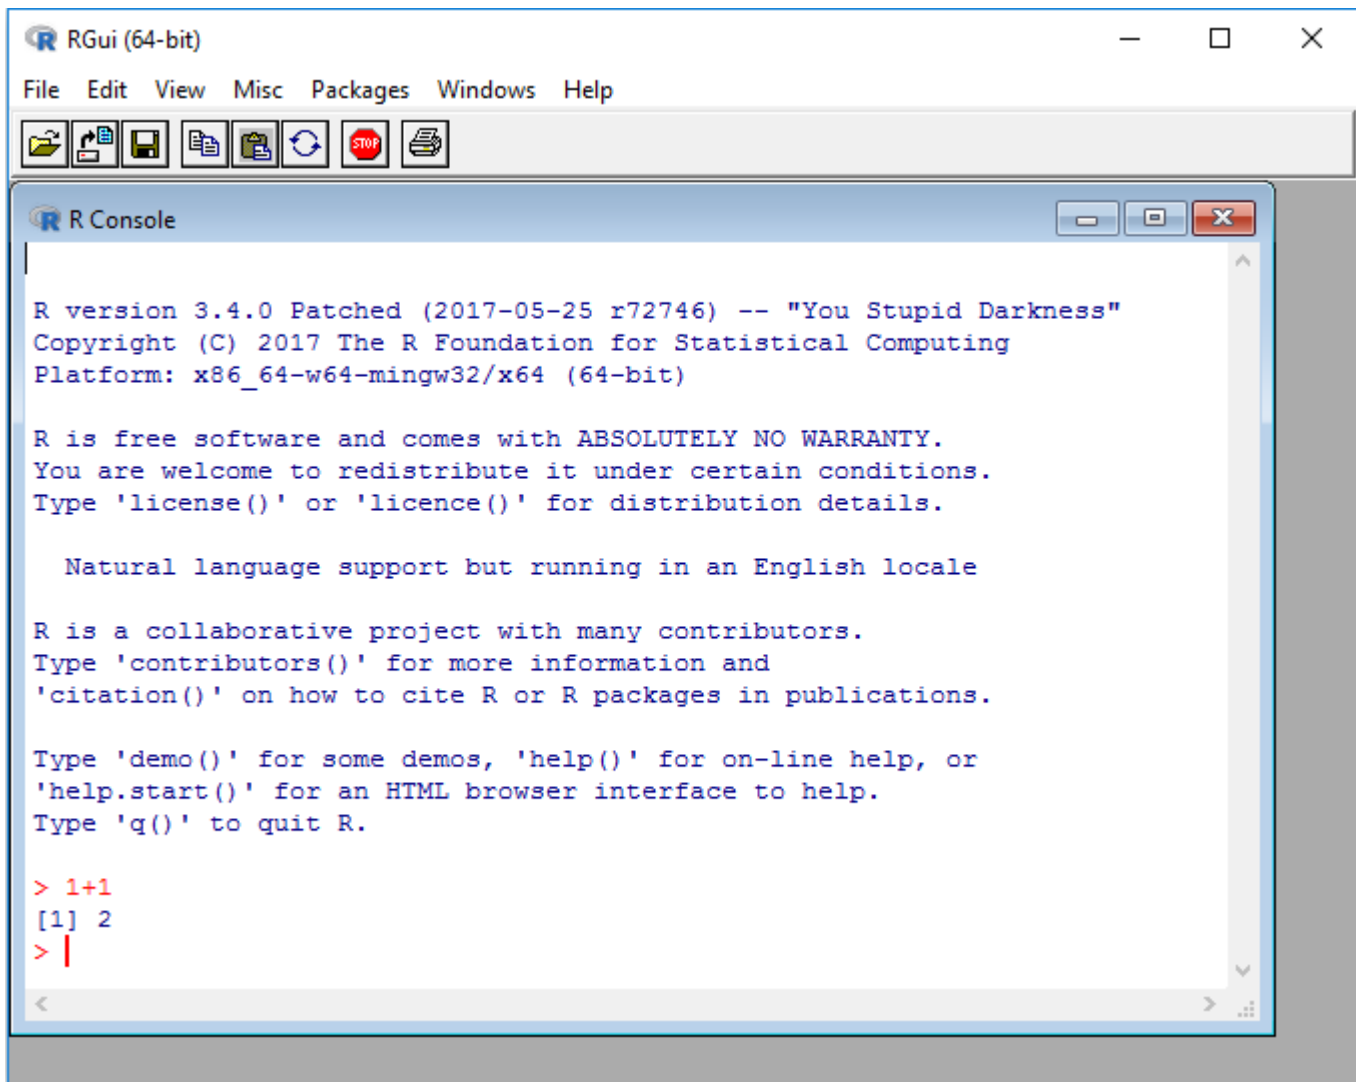 RGui (64-bit)
File Edit View Misc Packages Windows Help
STOP
R Console
R version 3.4.0 Patched (2017-05-25 r72746) -- "You Stupid Darkness"
Copyright (C) 2017 The R Foundation for Statistical Computing
Platform: x86_64-w64-mingw32/x64 (64-bit)
R is free software and comes with ABSOLUTELY NO WARRANTY.
You are welcome to redistribute it under certain conditions.
Type 'license()' or 'licence()' for distribution details.
Natural language support but running in an English locale
R is a collaborative project with many contributors.
Type 'contributors()' for more information and
'citation()' on how to cite R or R packages in publications.
Type 'demo()' for some demos, 'help()' for on-line help, or
'help.start()' for an HTML browser interface to help.
Type 'q()' to quit R.
> 1+1
[1] 2
>